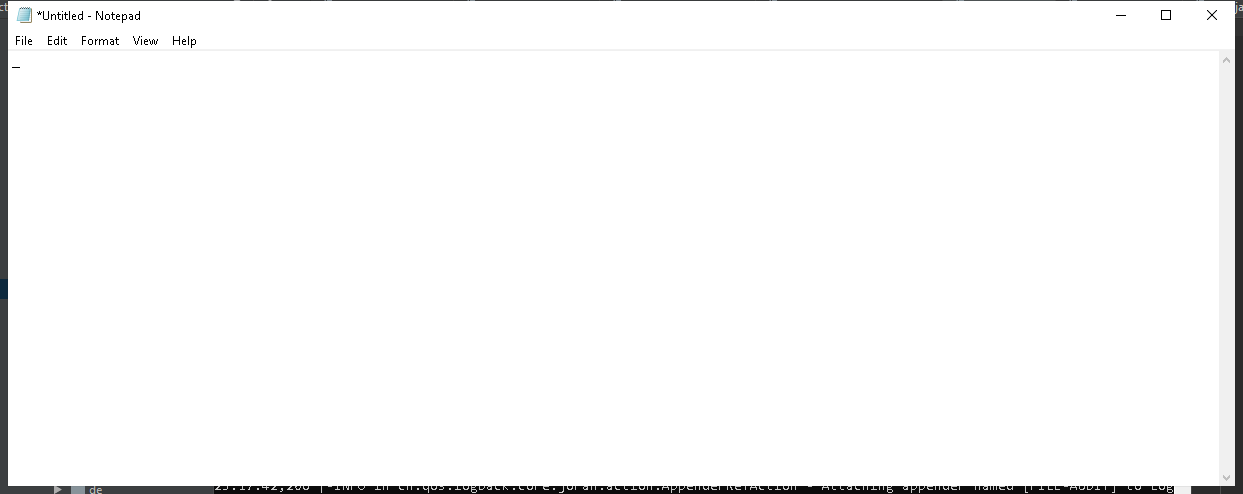 *Untitled - Notepad
File Edit Format View Help
_
de
23:17:42,206 |-INFO in ch.qos.logback.core.joran.action.AppenderRefAction - Attaching appender named [FILE-AUDIT] to Log